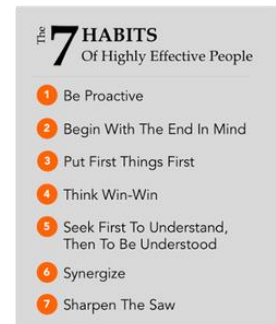 The 7 HABITS
Of Highly Effective People
1 Be Proactive
2 Begin With The End In Mind
3 Put First Things First
4 Think Win-Win
5 Seek First To Understand,
Then To Be Understood
6 Synergize
7 Sharpen The Saw